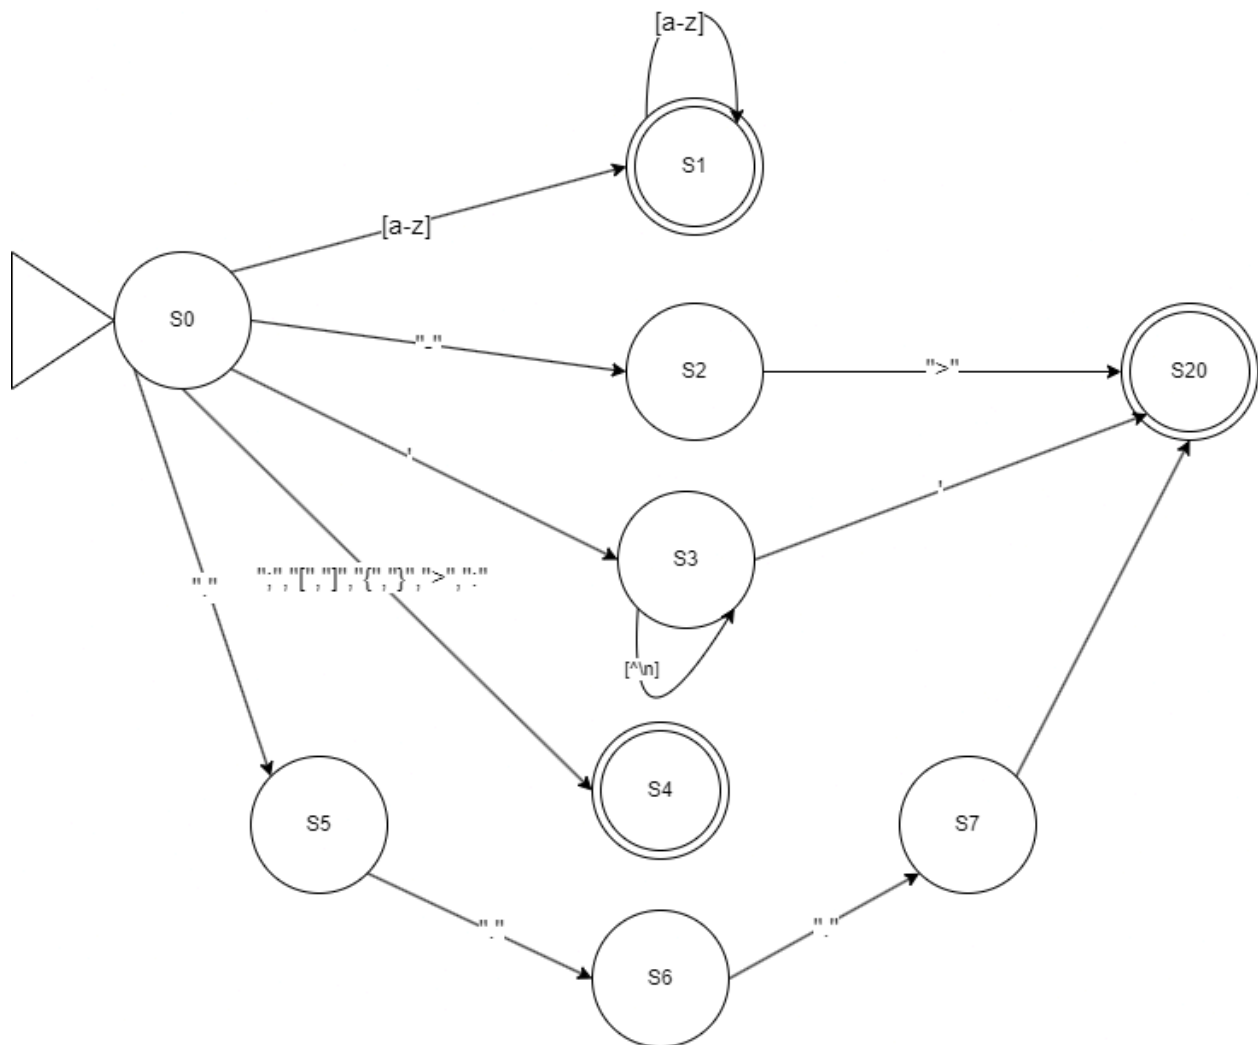 [a-z]
S1
[a-z]
S0
"-"
S2
">"
S20
'
'
S3
";","[","]","{","}",">",":"
"."
[^\n]
S4
S5
S7
"."
"."
S6